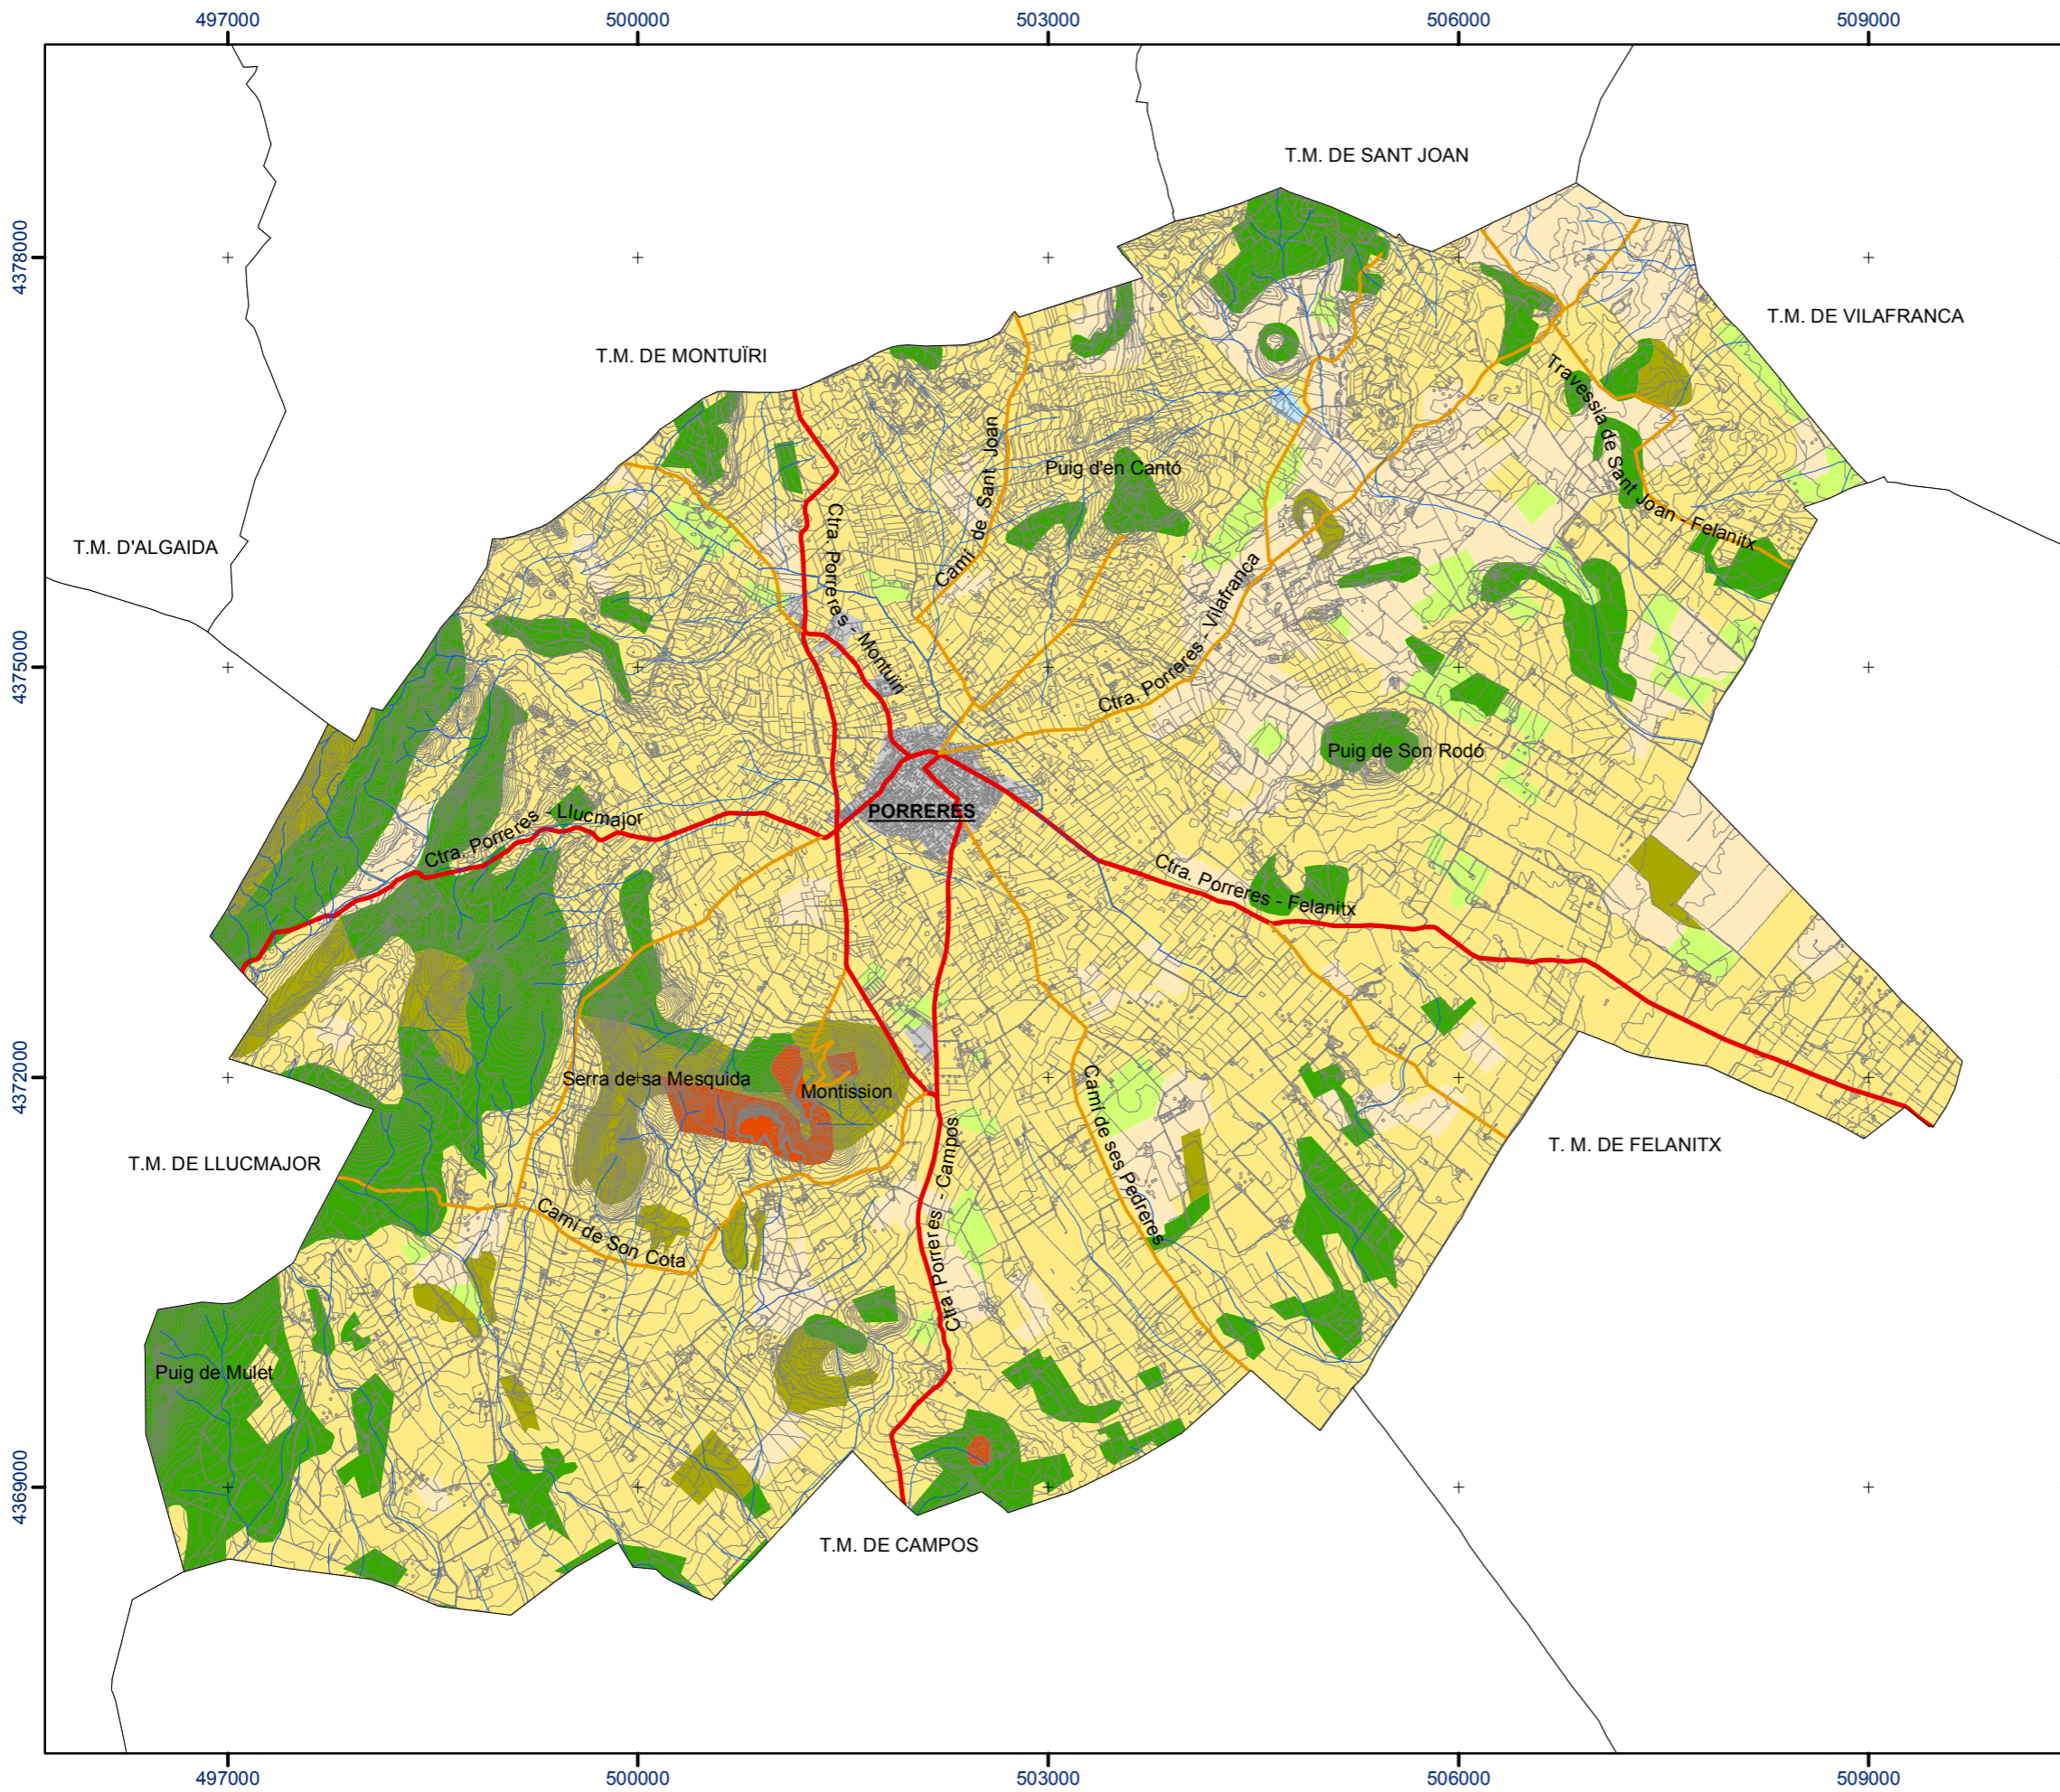 497000
500000
503000
506000
509000
T.M. DE SANT JOAN
4378000
T.M. DE VILAFRANCA
T.M. DE MONTUÏRI
Travessia de Sant Joan - Felanitx
Puig d'en Cantó
Camí de Sant Joan
Ctra. Porreres - Montuïri
T.M. D'ALGAIDA
Ctra. Porreres - Vilafranca
4375000
Puig de Son Rodó
PORRERES
Ctra. Porreres - Llucmajor
Ctra. Porreres - Felanitx
4372000
Serra de sa Mesquida
Montission
Camí de ses Pedreres
T. M. DE FELANITX
T.M. DE LLUCMAJOR
Ctra. Porreres - Campos
Camí de Son Cota
Puig de Mulet
4369000
T.M. DE CAMPOS
497000
500000
503000
506000
509000